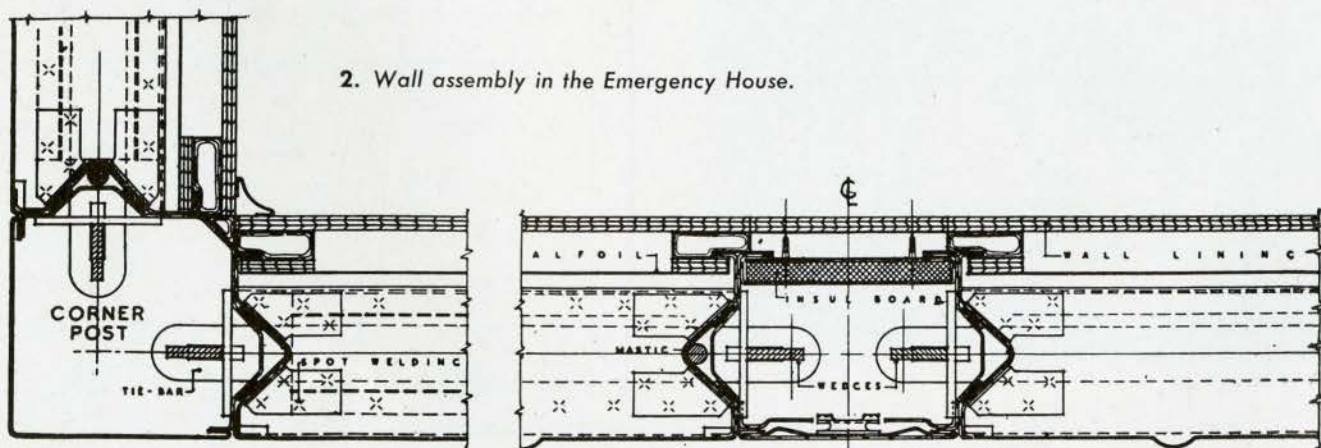 2. Wall assembly in the Emergency House.
℄
ALFOIL
WALL LINING
CORNER
POST
INSUL BOARD
MASTIC
SPOT WELDING
WEDGES
TIE-BAR